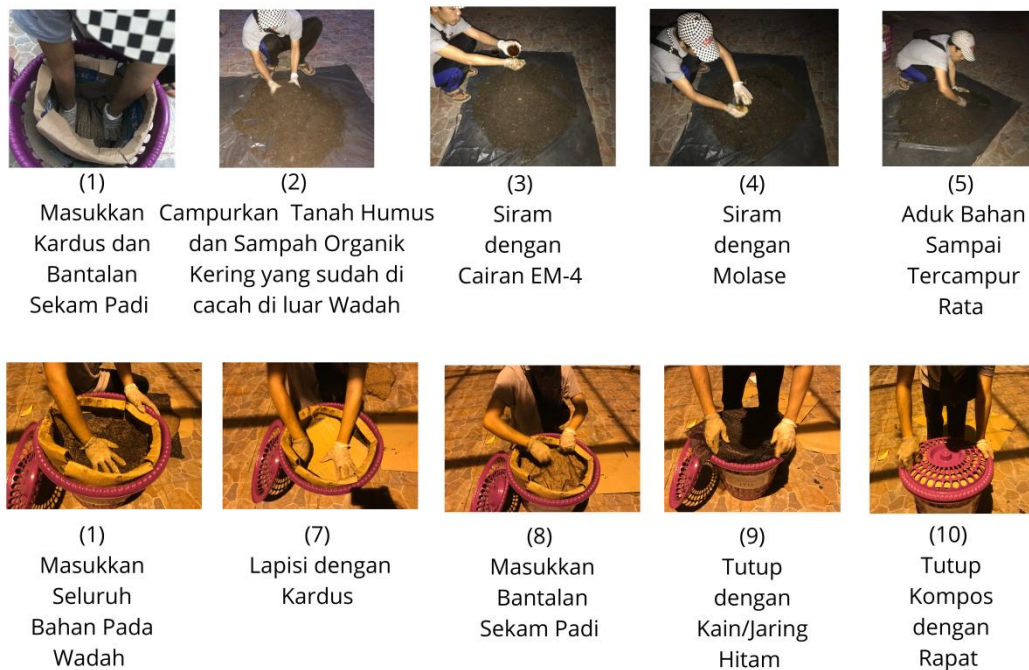 (1)
Masukkan
Kardus dan
Bantalan
Sekam Padi
(2)
Campurkan Tanah Humus
dan Sampah Organik
Kering yang sudah di
cacah di luar Wadah
(3)
Siram
dengan
Cairan EM-4
(4)
Siram
dengan
Molase
(5)
Aduk Bahan
Sampai
Tercampur
Rata
(1)
Masukkan
Seluruh
Bahan Pada
Wadah
(7)
Lapisi dengan
Kardus
(8)
Masukkan
Bantalan
Sekam Padi
(9)
Tutup
dengan
Kain/Jaring
Hitam
(10)
Tutup
Kompos
dengan
Rapat